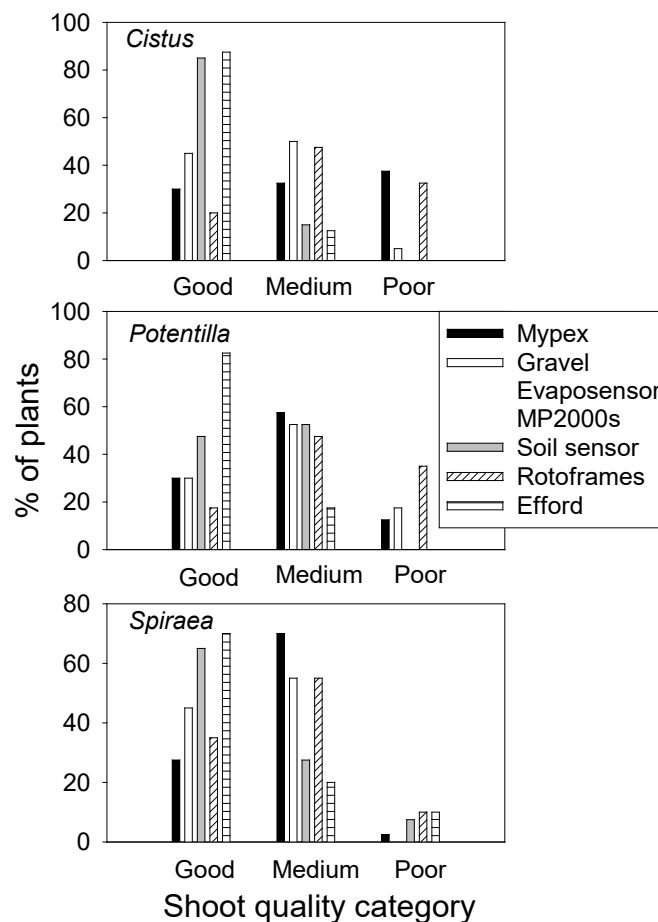 Cistus
100
80
60
40
20
0
Good Medium Poor
Potentilla
100
80
60
40
20
0
Good Medium Poor
Mypex
Gravel
Evaposensor
MP2000s
Soil sensor
Rotoframes
Efford
% of plants
Spiraea
80
60
40
20
0
Good Medium Poor
Shoot quality category